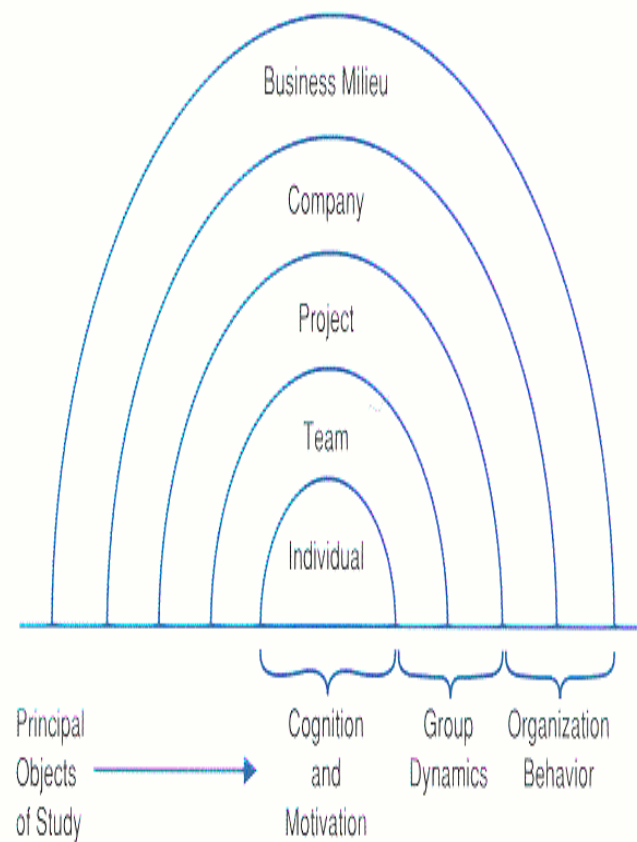 Business Milieu
Company
Project
Team
Individual
Principal
Objects
of Study
Cognition
and
Motivation
Group
Dynamics
Organization
Behavior